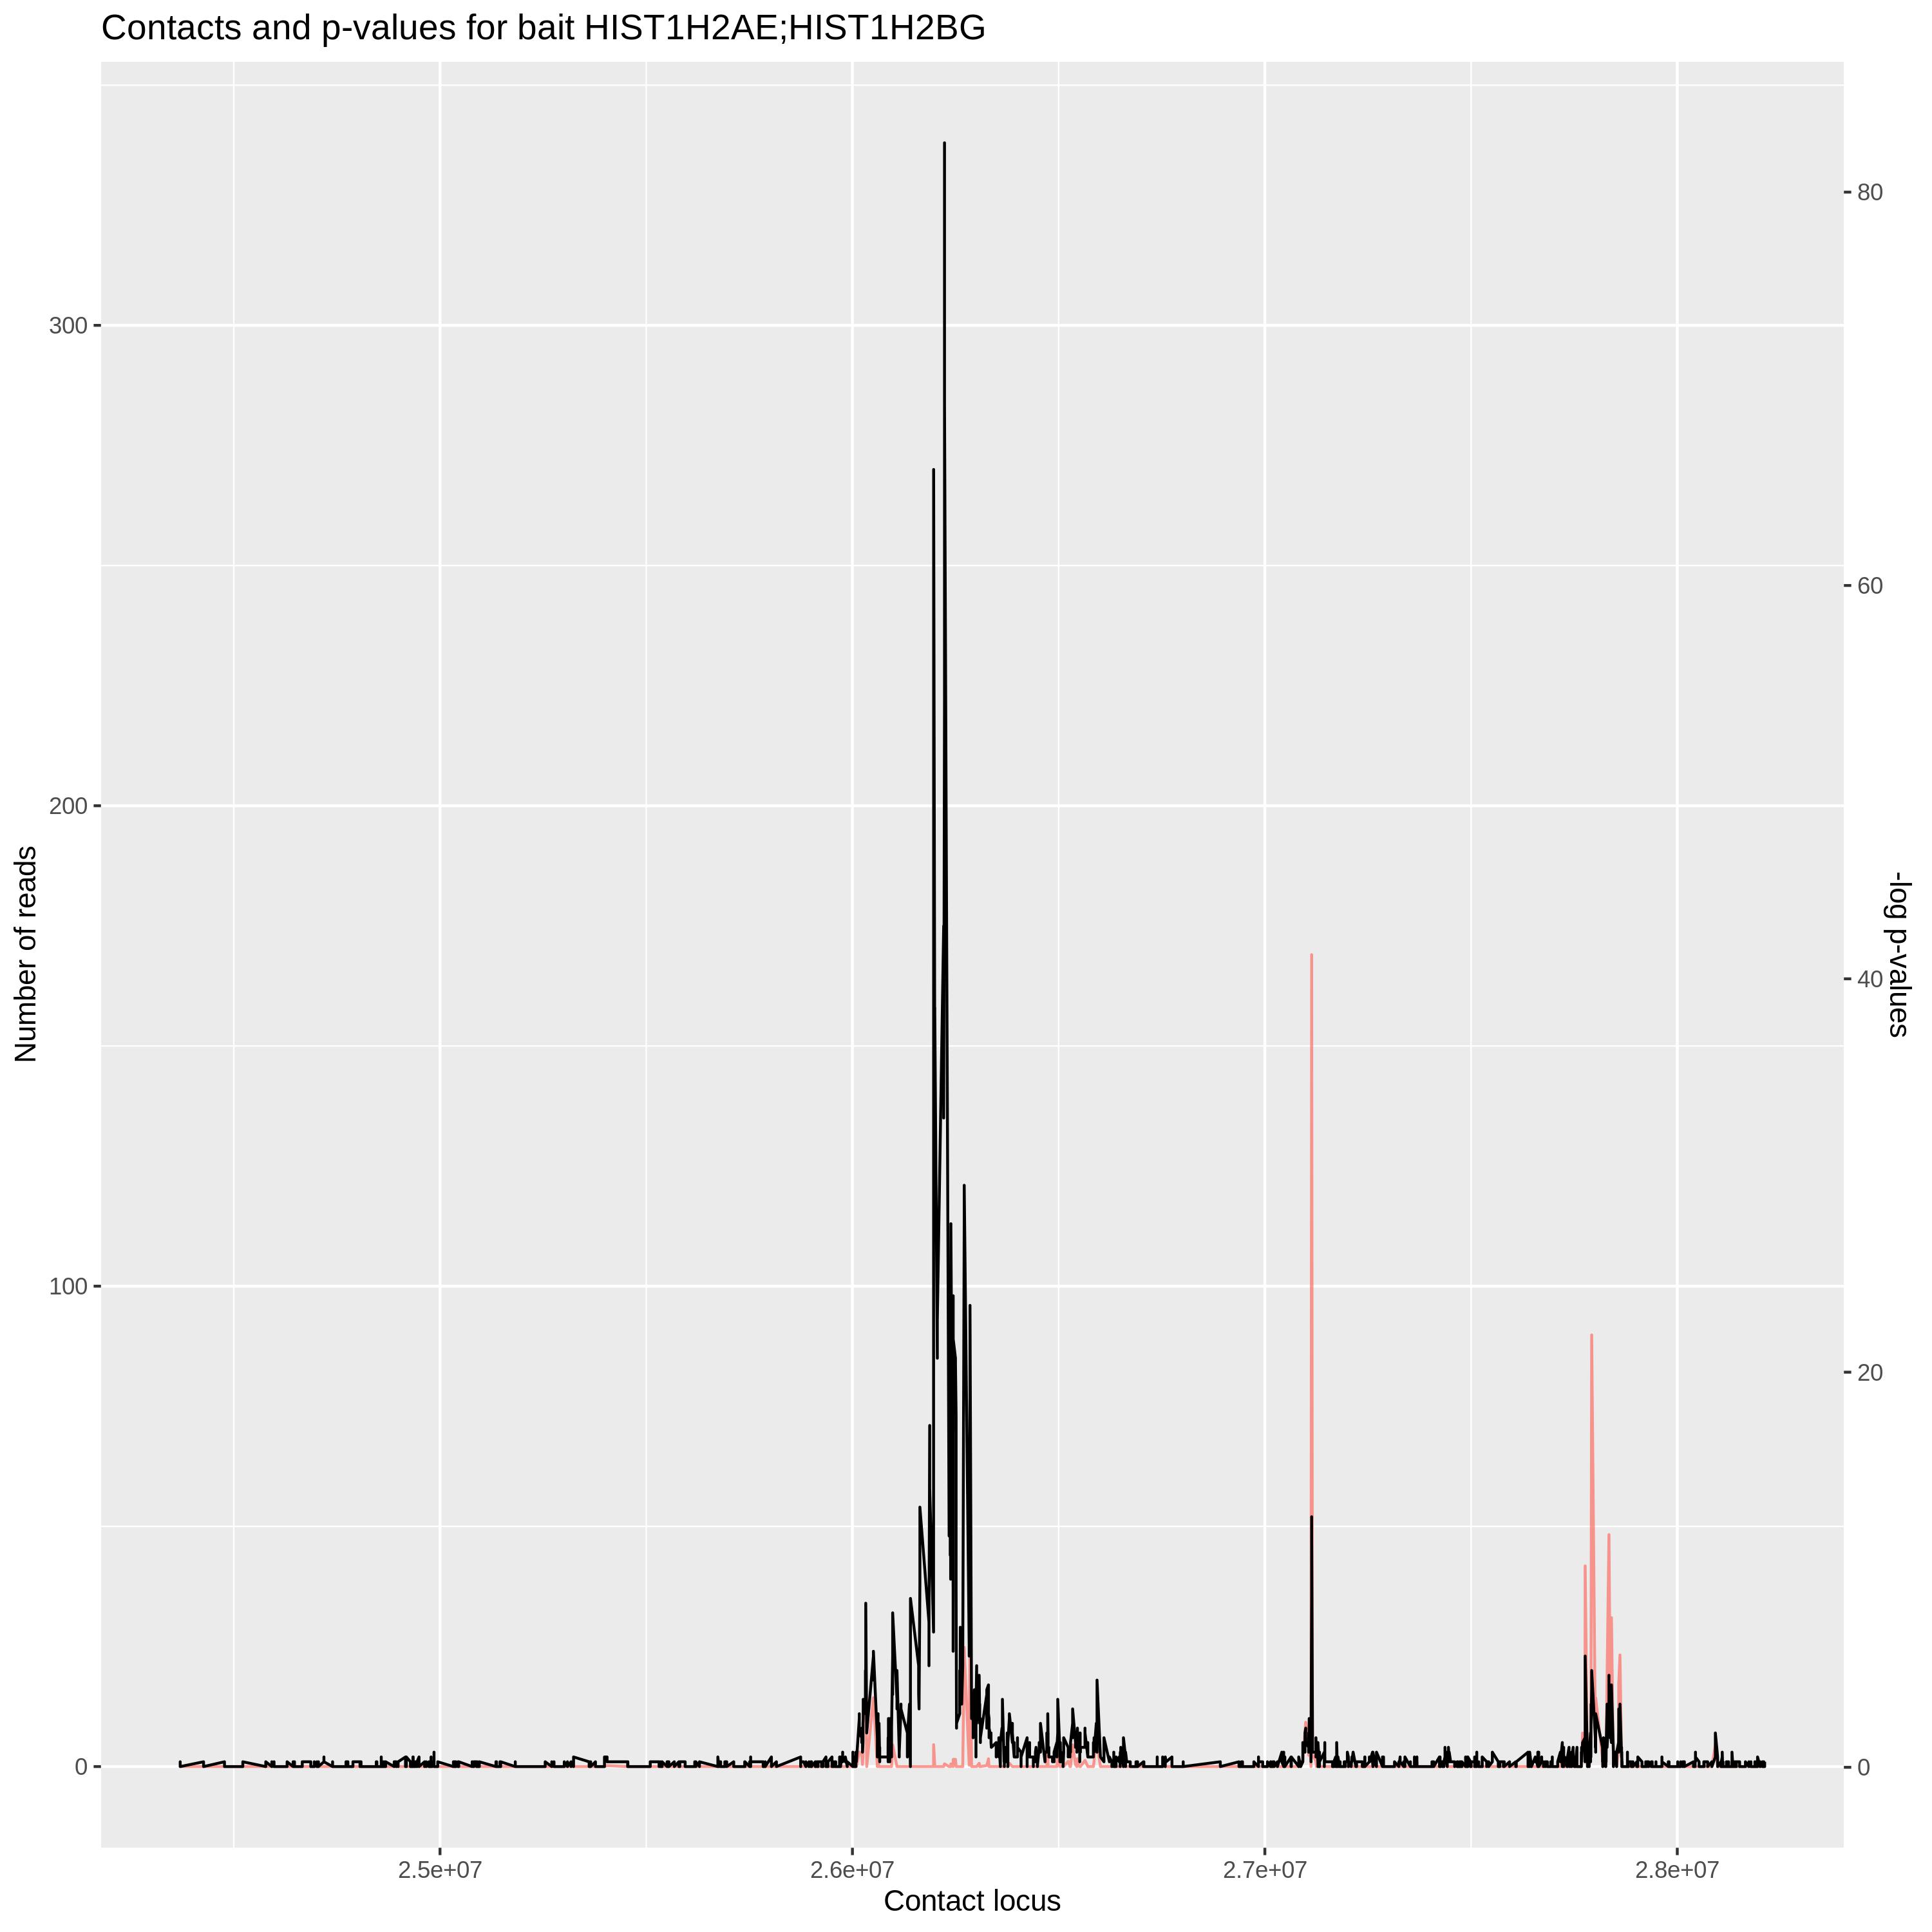 Contacts and p-values for bait HIST1H2AE;HIST1H2BG
300
200
100
0
Number of reads
80
60
40
20
0
-log p-values
2.5e+07 2.6e+07 2.7e+07 2.8e+07
Contact locus